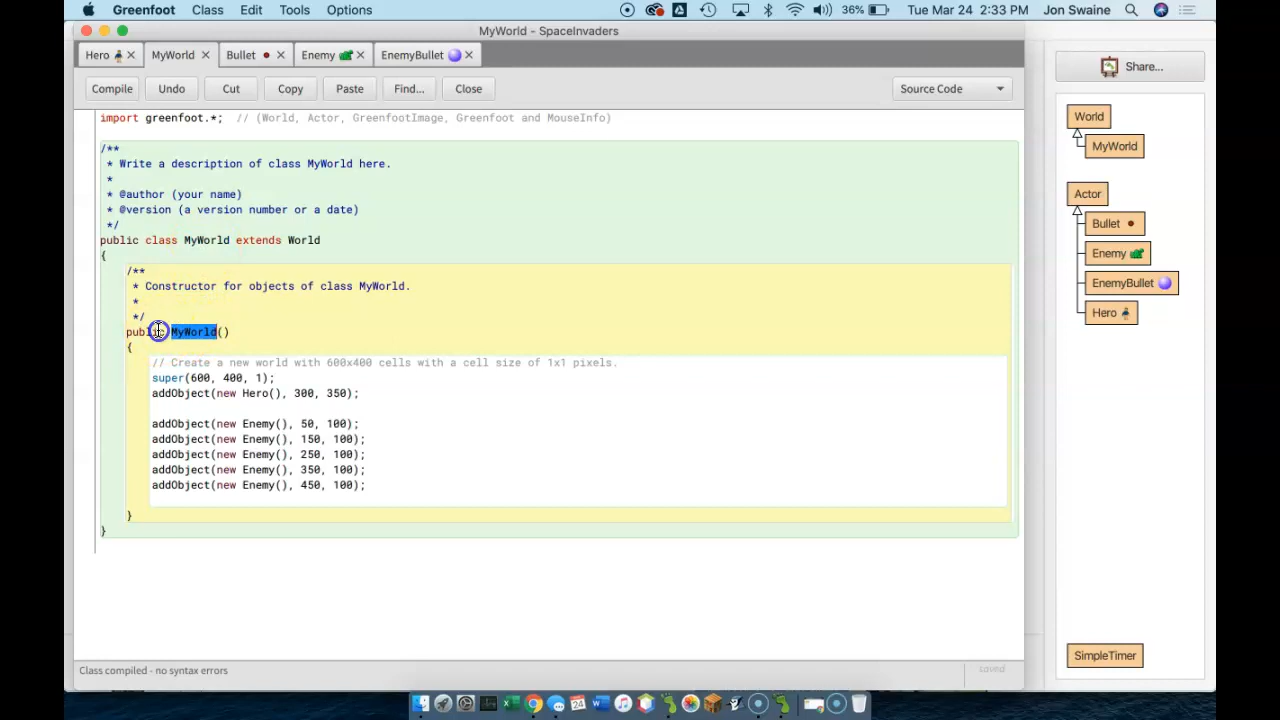 Greenfoot Class Edit Tools Options 36% Tue Mar 24 2:33 PM Jon Swaine
MyWorld - SpaceInvaders
Hero MyWorld Bullet Enemy EnemyBullet
Compile Undo Cut Copy Paste Find... Close Source Code
import greenfoot.*;  // (World, Actor, GreenfootImage, Greenfoot and MouseInfo)
/**
 * Write a description of class MyWorld here.
 *
 * @author (your name)
 * @version (a version number or a date)
 */
public class MyWorld extends World
{
/**
 * Constructor for objects of class MyWorld.
 *
 */
public MyWorld()
{
// Create a new world with 600x400 cells with a cell size of 1x1 pixels.
super(600, 400, 1);
addObject(new Hero(), 300, 350);
addObject(new Enemy(), 50, 100);
addObject(new Enemy(), 150, 100);
addObject(new Enemy(), 250, 100);
addObject(new Enemy(), 350, 100);
addObject(new Enemy(), 450, 100);
}
}
Class compiled - no syntax errors
saved
Share...
World
MyWorld
Actor
Bullet
Enemy
EnemyBullet
Hero
SimpleTimer